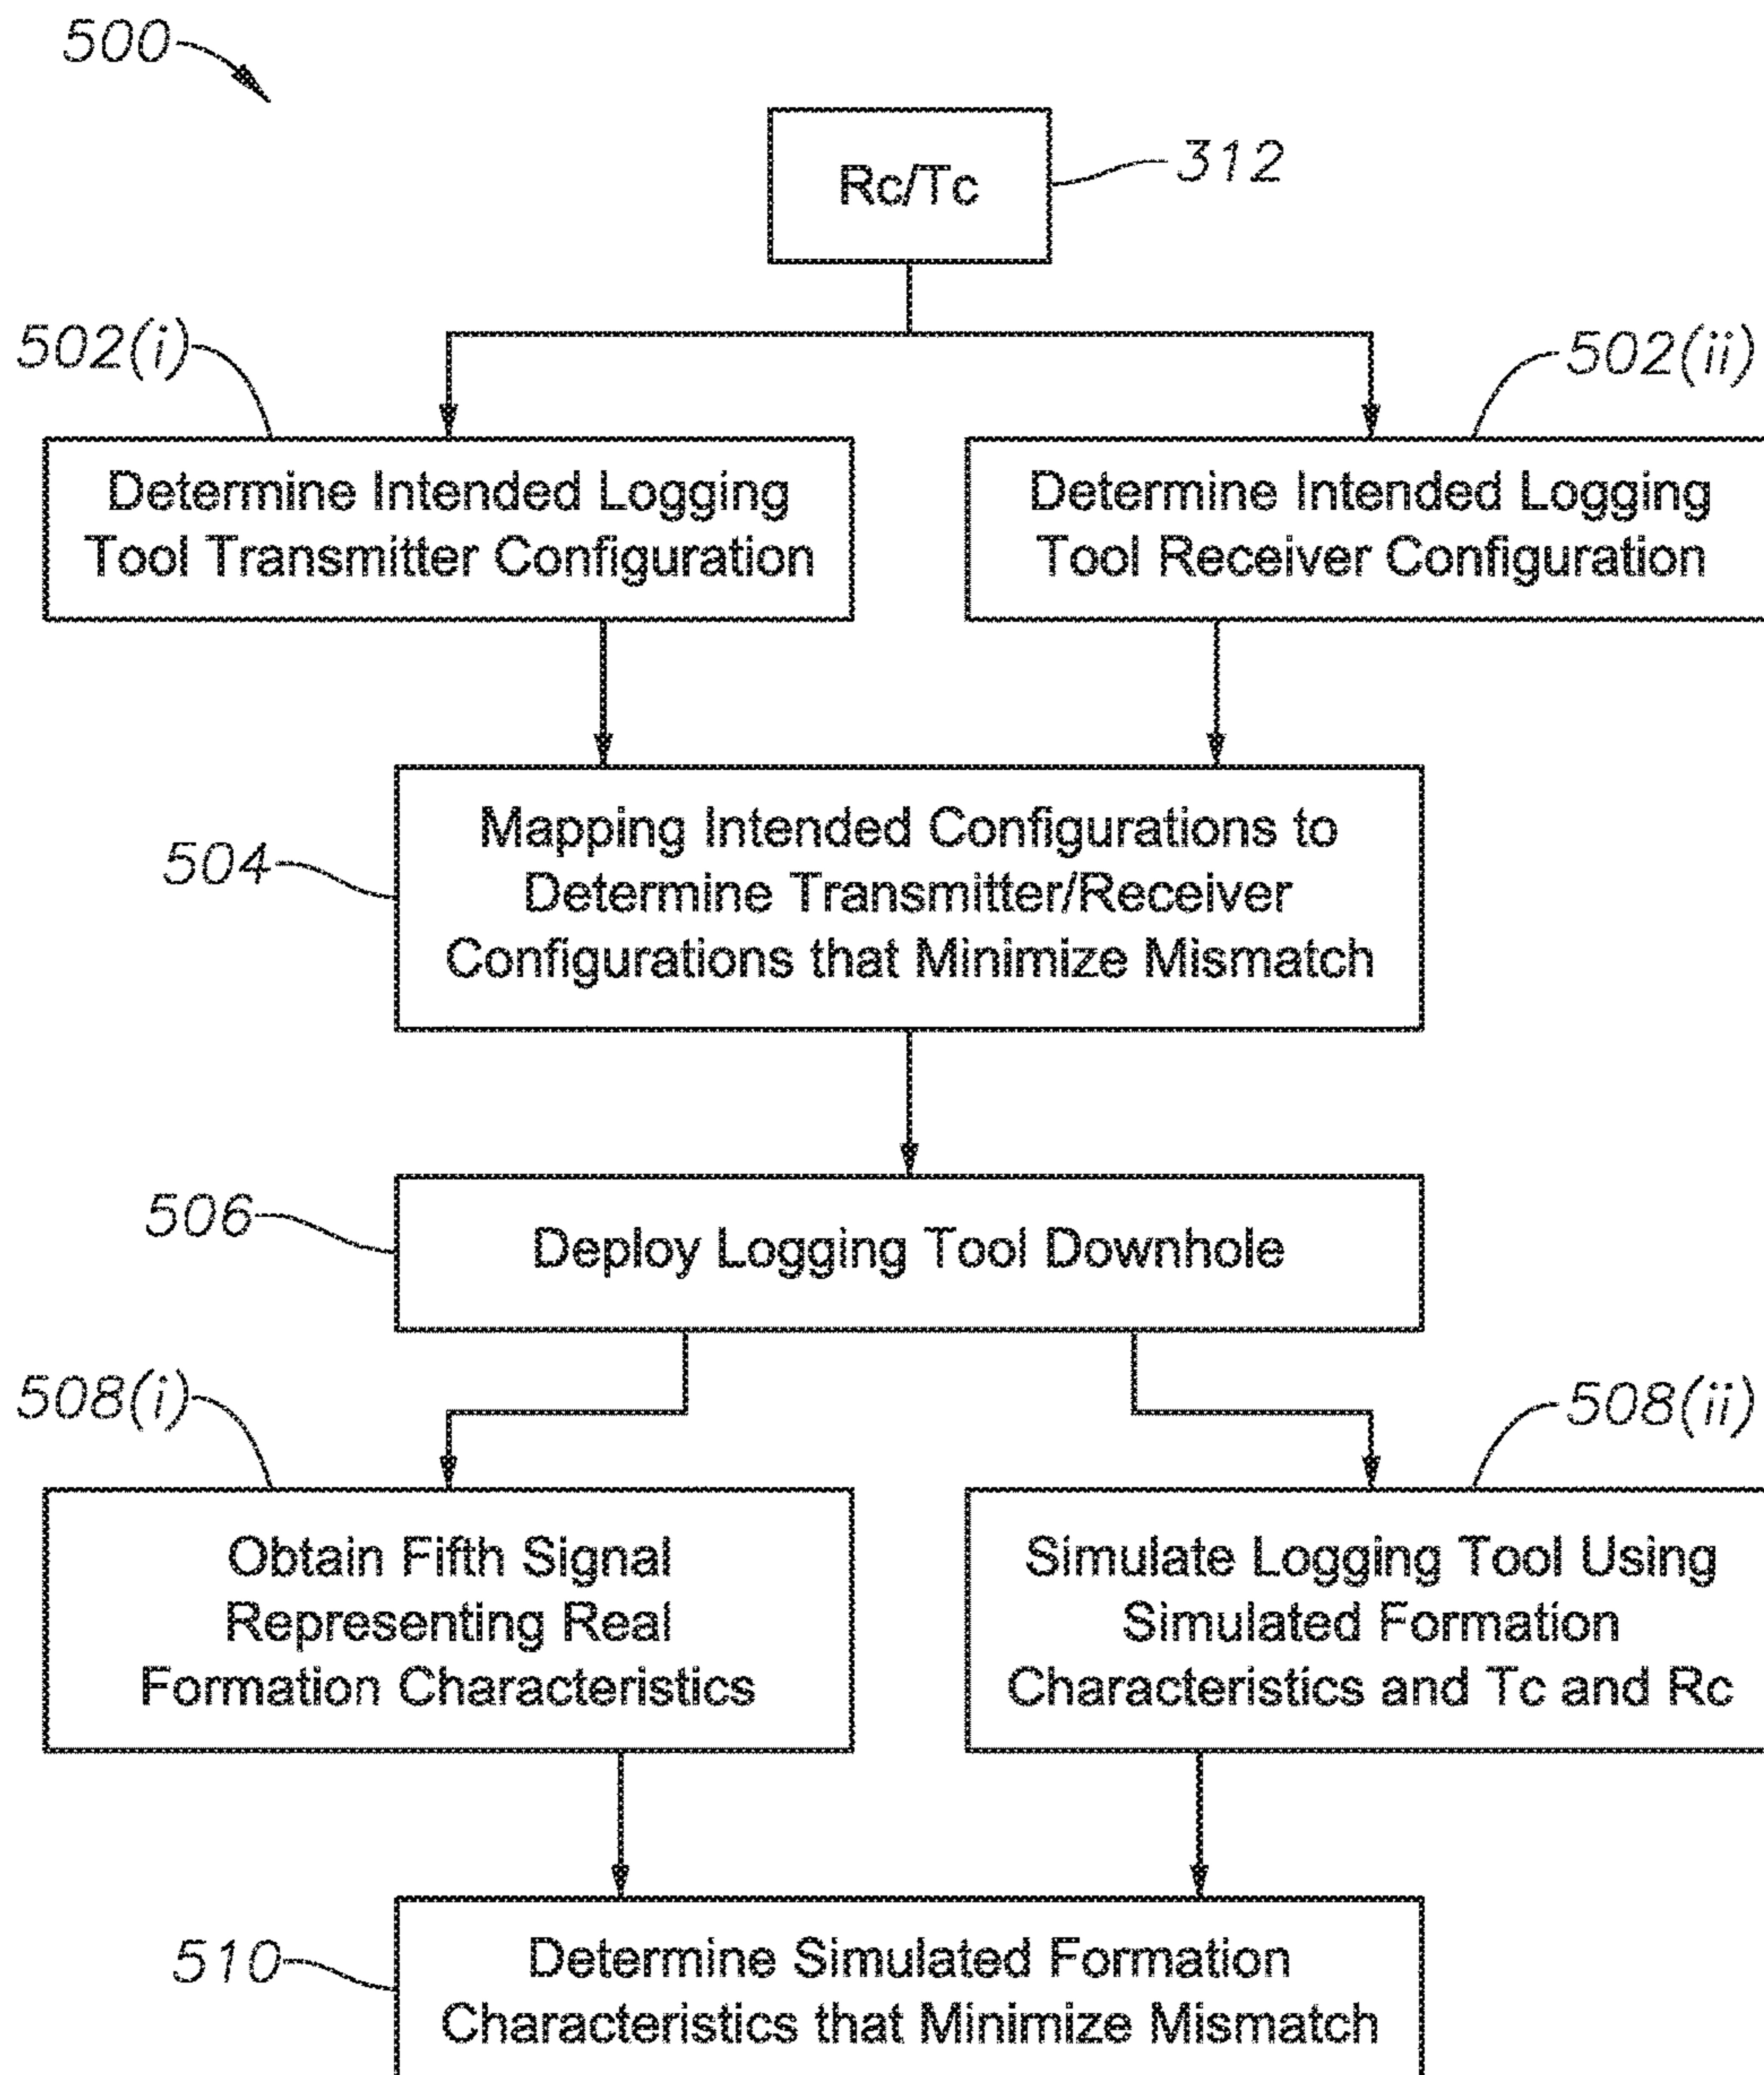 500
Rc/Tc
312
502(i)
502(ii)
Determine Intended Logging
Tool Transmitter Configuration
Determine Intended Logging
Tool Receiver Configuration
504
Mapping Intended Configurations to
Determine Transmitter/Receiver
Configurations that Minimize Mismatch
506
Deploy Logging Tool Downhole
508(i)
508(ii)
Obtain Fifth Signal
Representing Real
Formation Characteristics
Simulate Logging Tool Using
Simulated Formation
Characteristics and Tc and Rc
510
Determine Simulated Formation
Characteristics that Minimize Mismatch